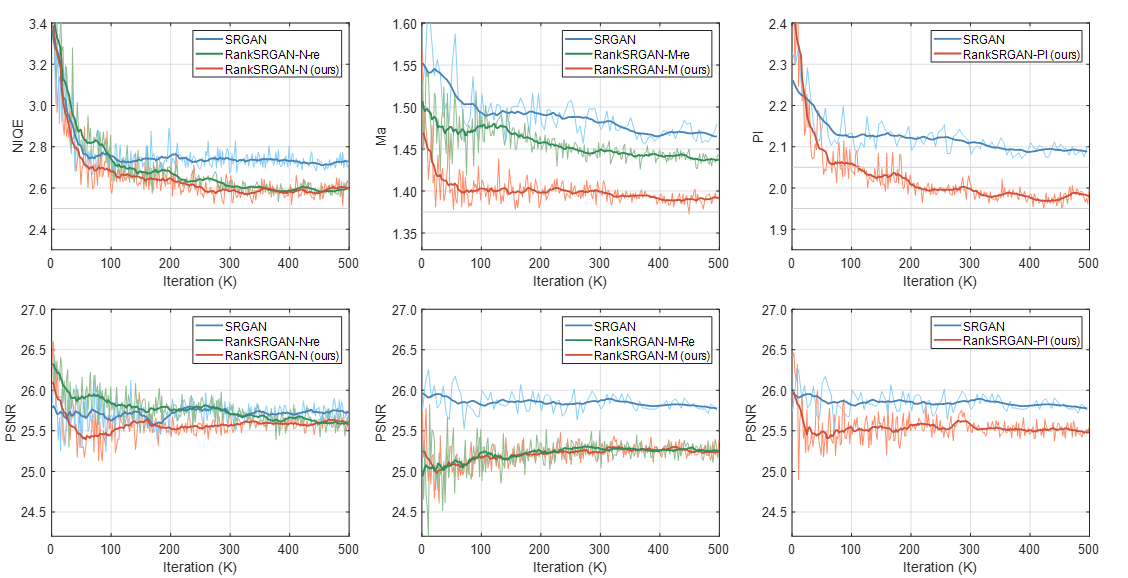 NIQE
3.4
3.2
3.0
2.8
2.6
2.4
SRGAN
RankSRGAN-N-re
RankSRGAN-N (ours)
0 100 200 300 400 500
Iteration (K)
Ma
1.60
1.55
1.50
1.45
1.40
1.35
SRGAN
RankSRGAN-M-re
RankSRGAN-M (ours)
0 100 200 300 400 500
Iteration (K)
PI
2.4
2.3
2.2
2.1
2.0
1.9
SRGAN
RankSRGAN-PI (ours)
0 100 200 300 400 500
Iteration (K)
PSNR
27.0
26.5
26.0
25.5
25.0
24.5
SRGAN
RankSRGAN-N-re
RankSRGAN-N (ours)
0 100 200 300 400 500
Iteration (K)
PSNR
27.0
26.5
26.0
25.5
25.0
24.5
SRGAN
RankSRGAN-M-Re
RankSRGAN-M (ours)
0 100 200 300 400 500
Iteration (K)
PSNR
27.0
26.5
26.0
25.5
25.0
24.5
SRGAN
RankSRGAN-PI (ours)
0 100 200 300 400 500
Iteration (K)